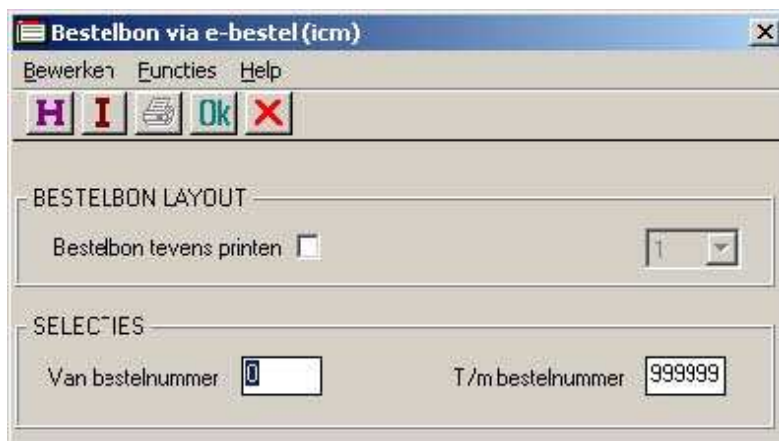 Bestelbon via e-bestel (icm)
Bewerken Functies Help
H I Ok
BESTELBON LAYOUT
Bestelbon tevens printen 1
SELECTIES
Van bestelnummer 0 T/m bestelnummer 999999